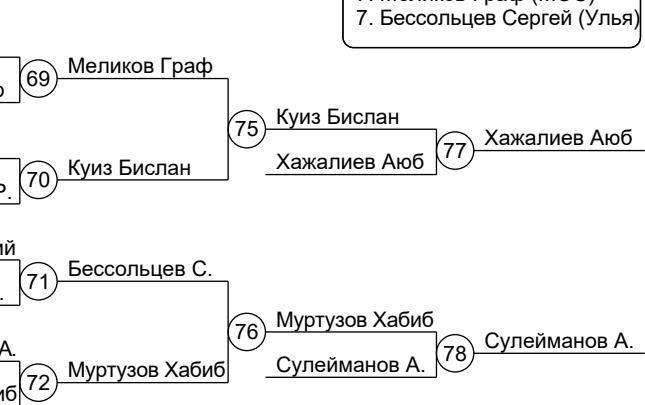 7. Бессольцев Сергей (Улья)
69
Меликов Граф
75
Куиз Бислан
Хажалиев Аюб
77
Хажалиев Аюб
70
Куиз Бислан
71
Бессольцев С.
76
Муртузов Хабиб
Сулейманов А.
78
Сулейманов А.
А.
72
Муртузов Хабиб